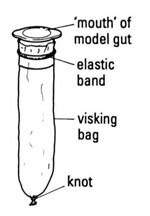 'mouth' of
model gut
elastic
band
visking
bag
knot